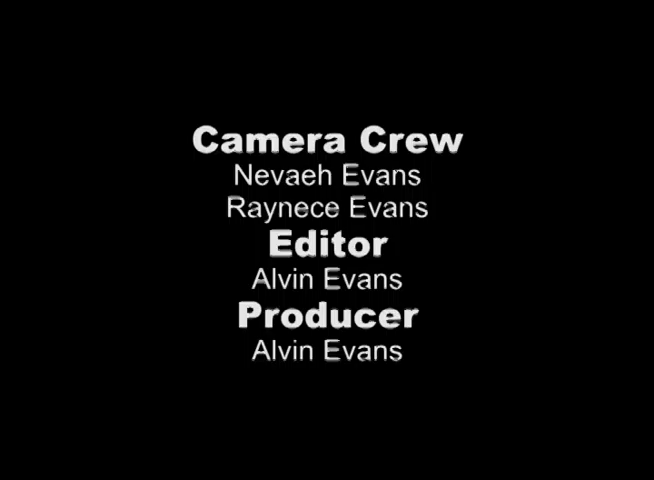 Camera Crew
Nevaeh Evans
Raynece Evans
Editor
Alvin Evans
Producer
Alvin Evans